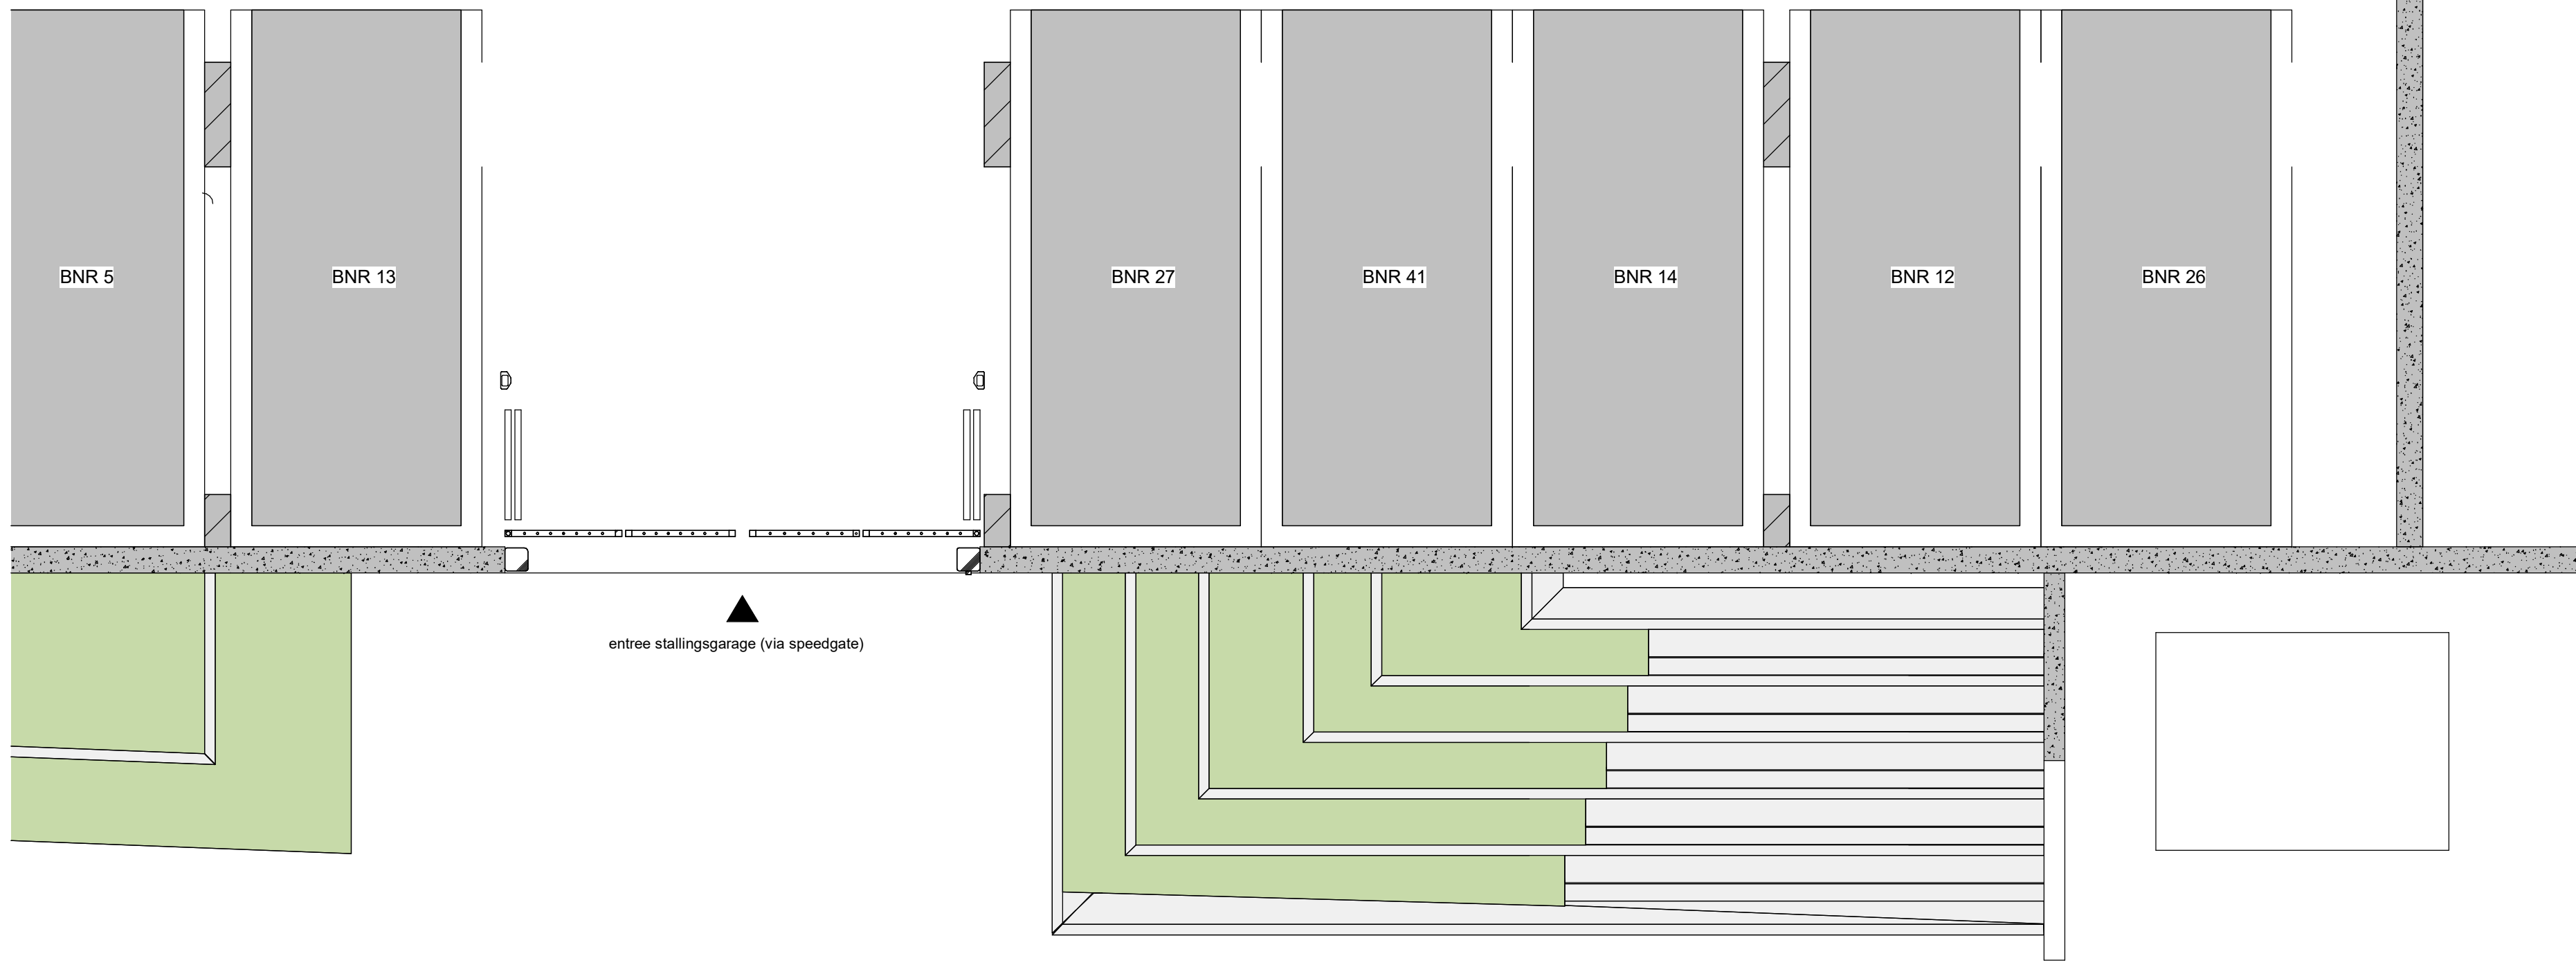 BNR 5
BNR 13
BNR 27
BNR 41
BNR 14
BNR 12
BNR 26
entree stallingsgarage (via speedgate)